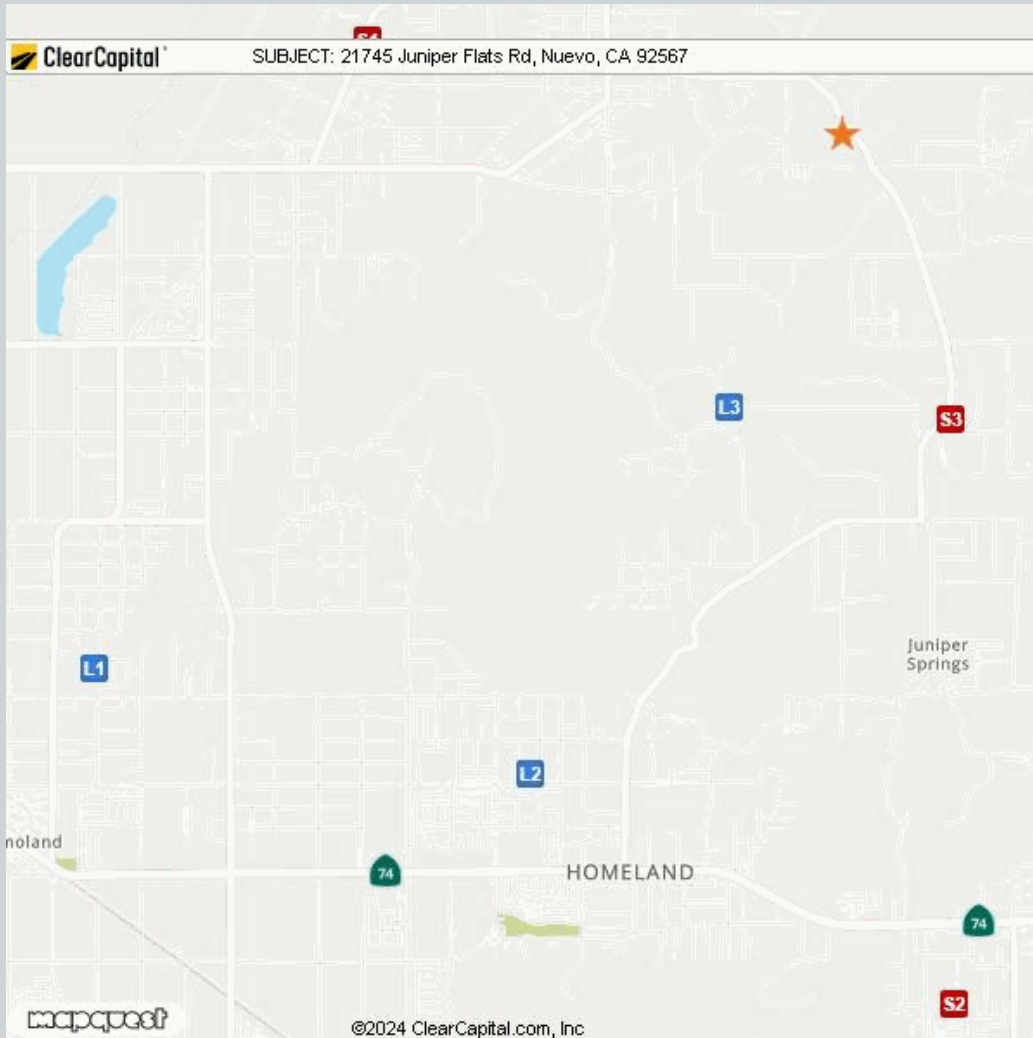 ClearCapital
SUBJECT: 21745 Juniper Flats Rd, Nuevo, CA 92567
L3
S3
Juniper
Springs
L1
L2
74
HOMELAND
74
S2
mapquest
©2024 ClearCapital.com, Inc